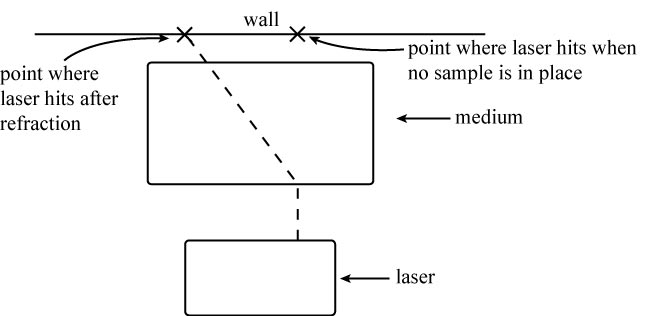 wall
point where laser hits when
no sample is in place
point where
laser hits after
refraction
medium
laser